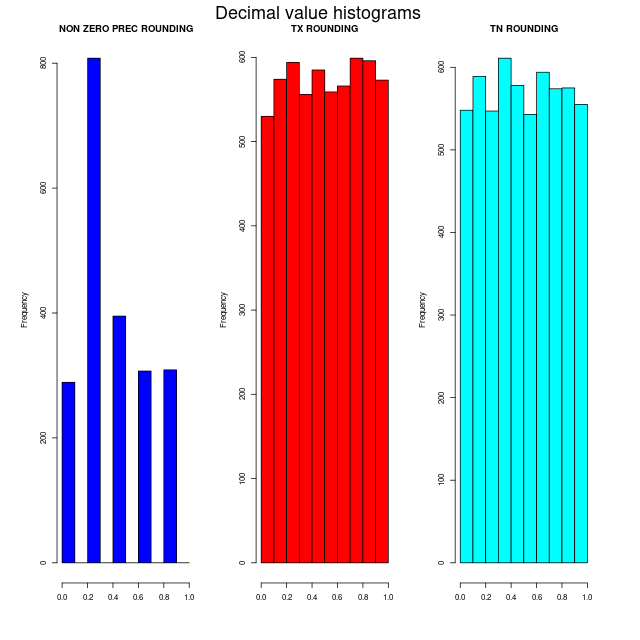 Decimal value histograms
NON ZERO PREC ROUNDING
TX ROUNDING
TN ROUNDING
Frequency
0
200
400
600
800
0.0 0.2 0.4 0.6 0.8 1.0
Frequency
0
100
200
300
400
500
600
0.0 0.2 0.4 0.6 0.8 1.0
Frequency
0
100
200
300
400
500
600
0.0 0.2 0.4 0.6 0.8 1.0